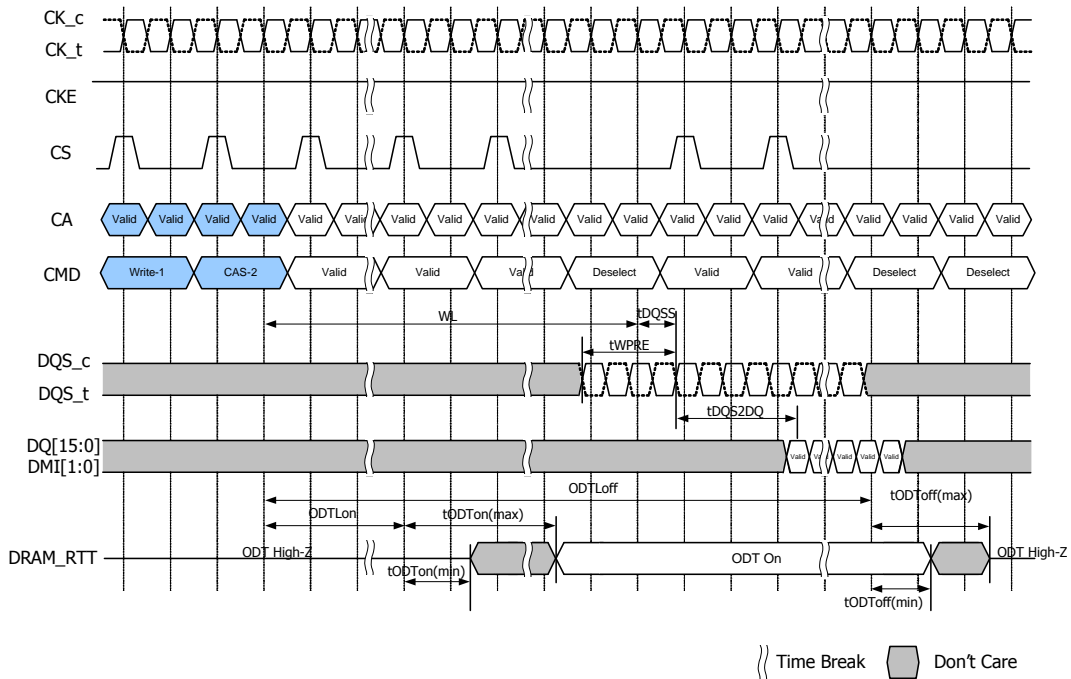 CK_c
CK_t
CKE
CS
CA Valid Valid Valid Valid Valid Valid Valid Valid Valid Valid Valid Valid Valid Valid Valid Valid Valid Valid Valid Valid
CMD Write-1 CAS-2 Valid Valid Valid Deselect Valid Valid Deselect Deselect
WL tDQSS
tWPRE
DQS_c
DQS_t
tDQS2DQ
DQ[15:0]
DMI[1:0]
Valid Valid Valid Valid Valid
ODTLoff
tODToff(max)
ODTLon tODTon(max)
DRAM_RTT ODT High-Z ODT On ODT High-Z
tODTon(min)
tODToff(min)
Time Break Don't Care